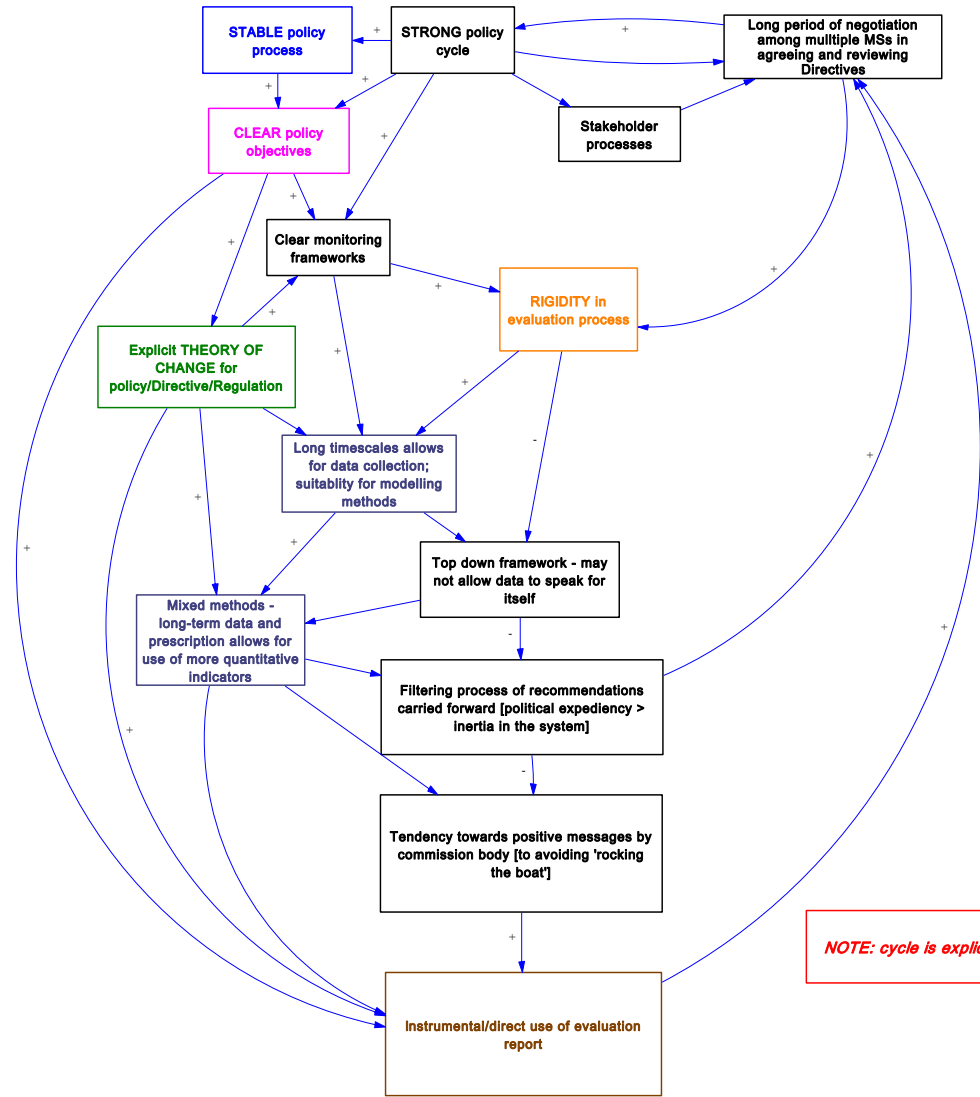 STABLE policy
process
STRONG policy
cycle
Long period of negotiation
among mulltiple MSs in
agreeing and reviewing
Directives
CLEAR policy
objectives
Stakeholder
processes
Clear monitoring
frameworks
RIGIDITY in
evaluation process
Explicit THEORY OF
CHANGE for
policy/Directive/Regulation
Long timescales allows
for data collection;
suitablity for modelling
methods
Top down framework - may
not allow data to speak for
itself
Mixed methods -
long-term data and
prescription allows for
use of more quantitative
indicators
Filtering process of recommendations
carried forward [political expediency >
inertia in the system]
Tendency towards positive messages by
commission body [to avoiding 'rocking
the boat']
NOTE: cycle is explic
Instrumental/direct use of evaluation
report